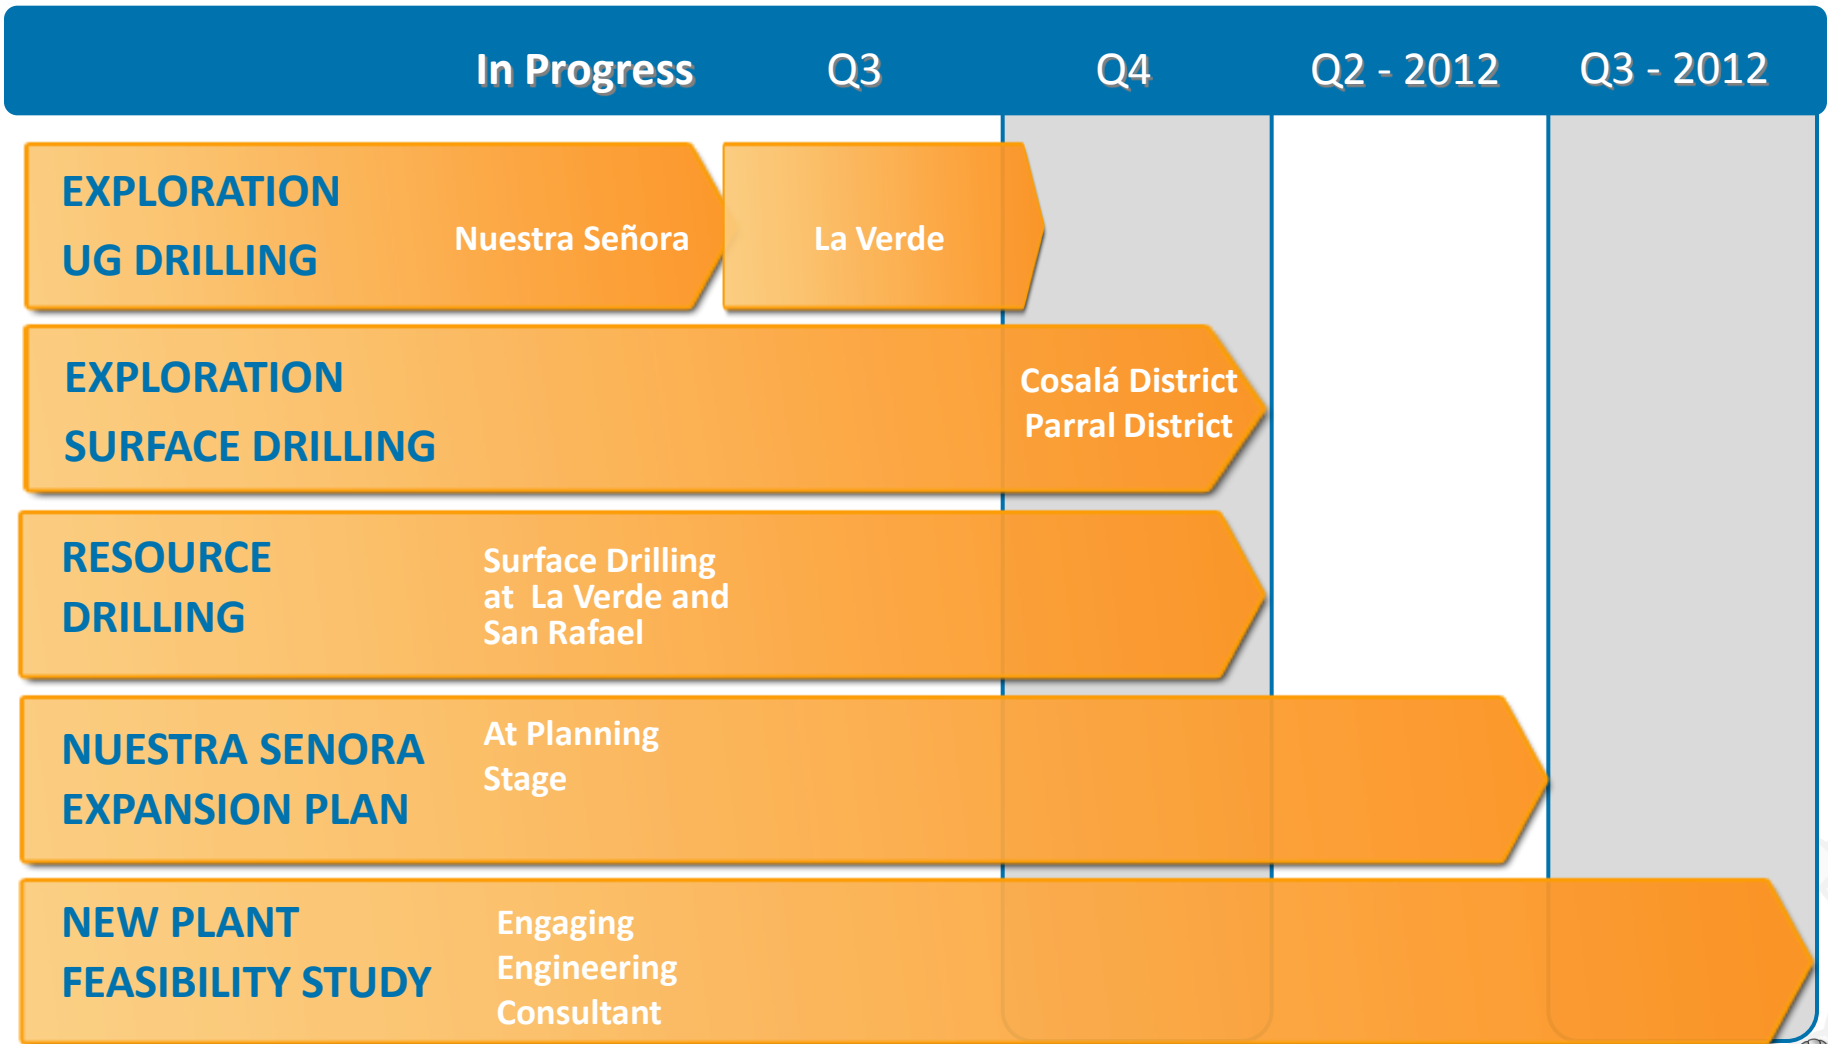 In Progress Q3 Q4 Q2 - 2012 Q3 - 2012
EXPLORATION
UG DRILLING
Nuestra Señora
La Verde
EXPLORATION
SURFACE DRILLING
Cosalá District
Parral District
RESOURCE
DRILLING
Surface Drilling
at La Verde and
San Rafael
NUESTRA SENORA
EXPANSION PLAN
At Planning
Stage
NEW PLANT
FEASIBILITY STUDY
Engaging
Engineering
Consultant